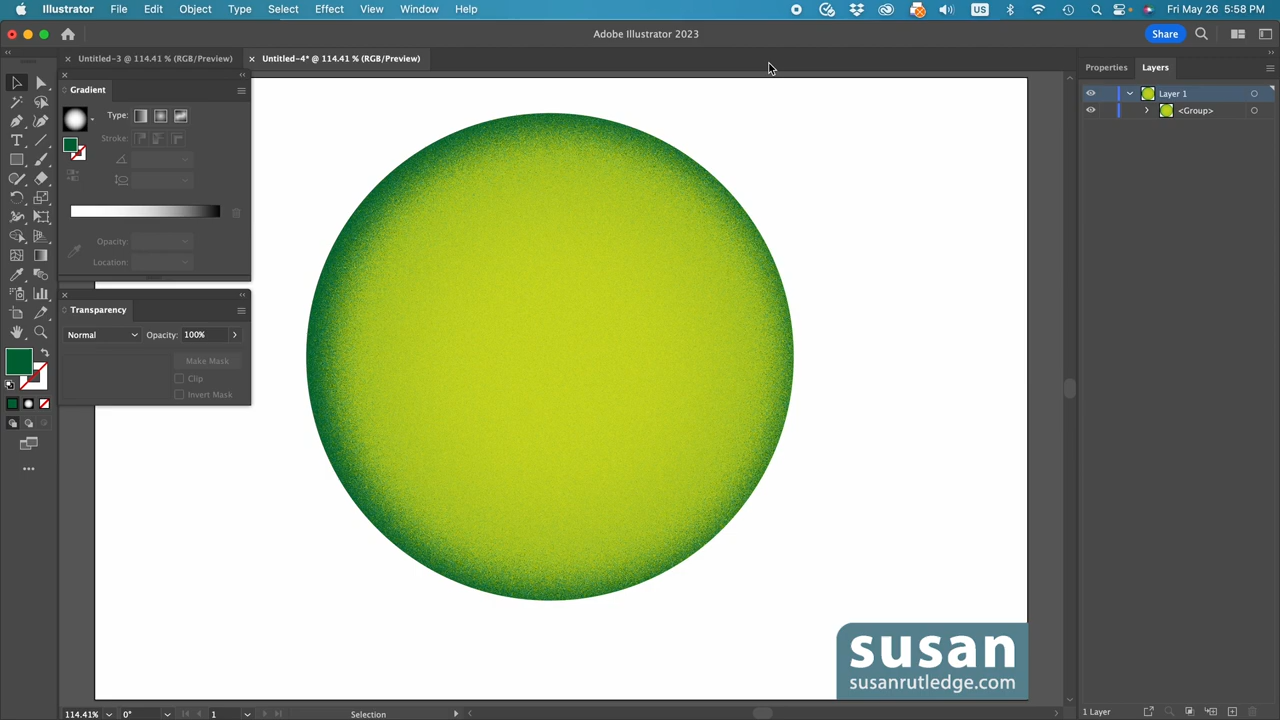 Illustrator File Edit Object Type Select Effect View Window Help US Fri May 26 5:58 PM
Adobe Illustrator 2023
Share
Untitled-3 @ 114.41 % (RGB/Preview) Untitled-4* @ 114.41 % (RGB/Preview)
Properties Layers
Gradient
Layer 1
<Group>
Type:
Stroke:
Opacity:
Location:
Transparency
Normal Opacity: 100%
Make Mask
Clip
Invert Mask
susan
susanrutledge.com
114.41% 0° 1 Selection
1 Layer